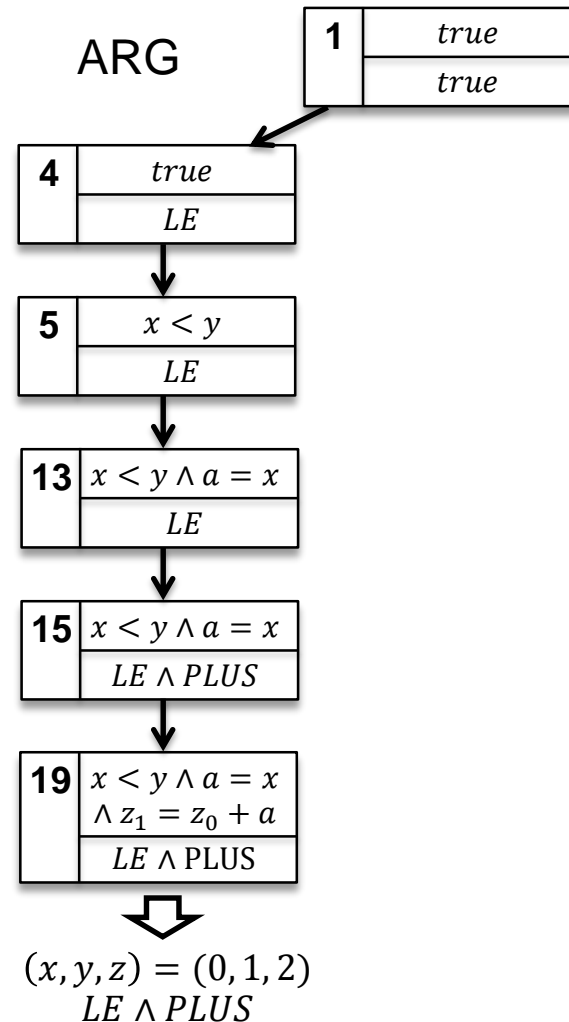 ARG
1 true
true
4 true
LE
5 x < y
LE
13 x < y ∧ a = x
LE
15 x < y ∧ a = x
LE ∧ PLUS
19 x < y ∧ a = x
∧ z₁ = z₀ + a
LE ∧ PLUS
(x, y, z) = (0, 1, 2)
LE ∧ PLUS